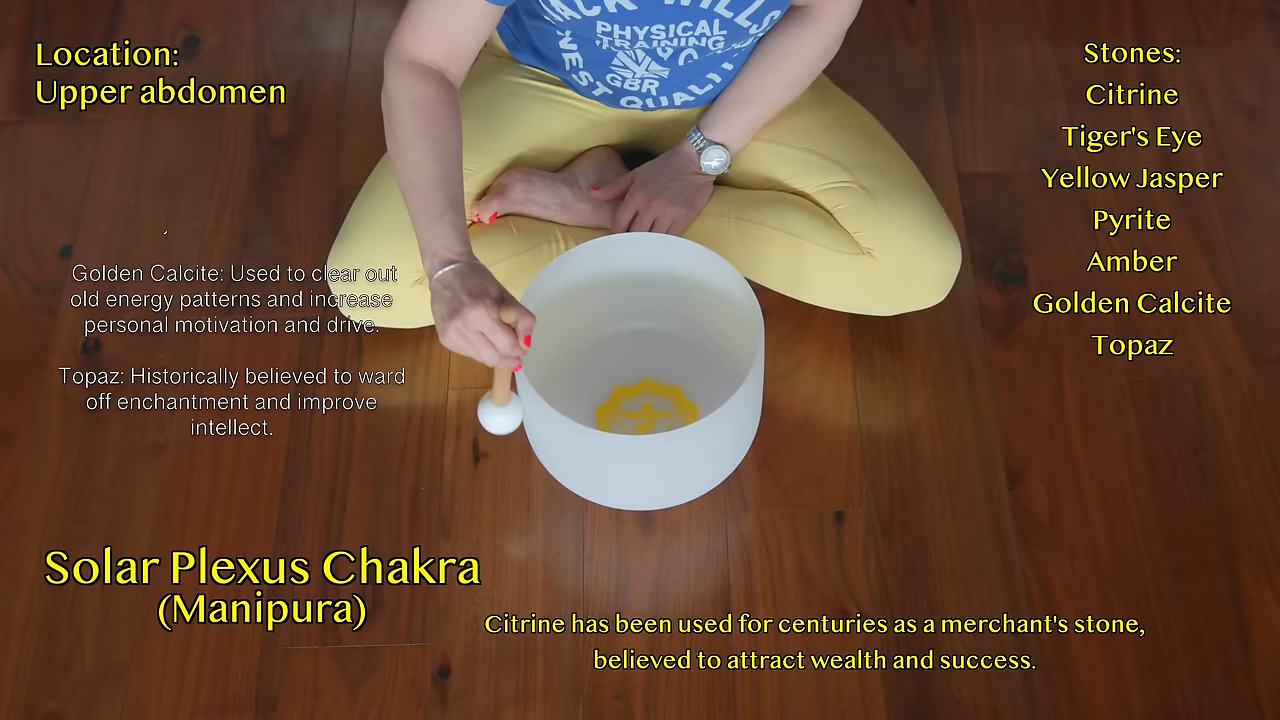 Location:
Upper abdomen
Stones:
Citrine
Tiger's Eye
Yellow Jasper
Pyrite
Amber
Golden Calcite
Topaz
PHYSICAL
TRAINING
GBR
Golden Calcite: Used to clear out
old energy patterns and increase
personal motivation and drive.
Topaz: Historically believed to ward
off enchantment and improve
intellect.
Solar Plexus Chakra
(Manipura)
Citrine has been used for centuries as a merchant's stone,
believed to attract wealth and success.